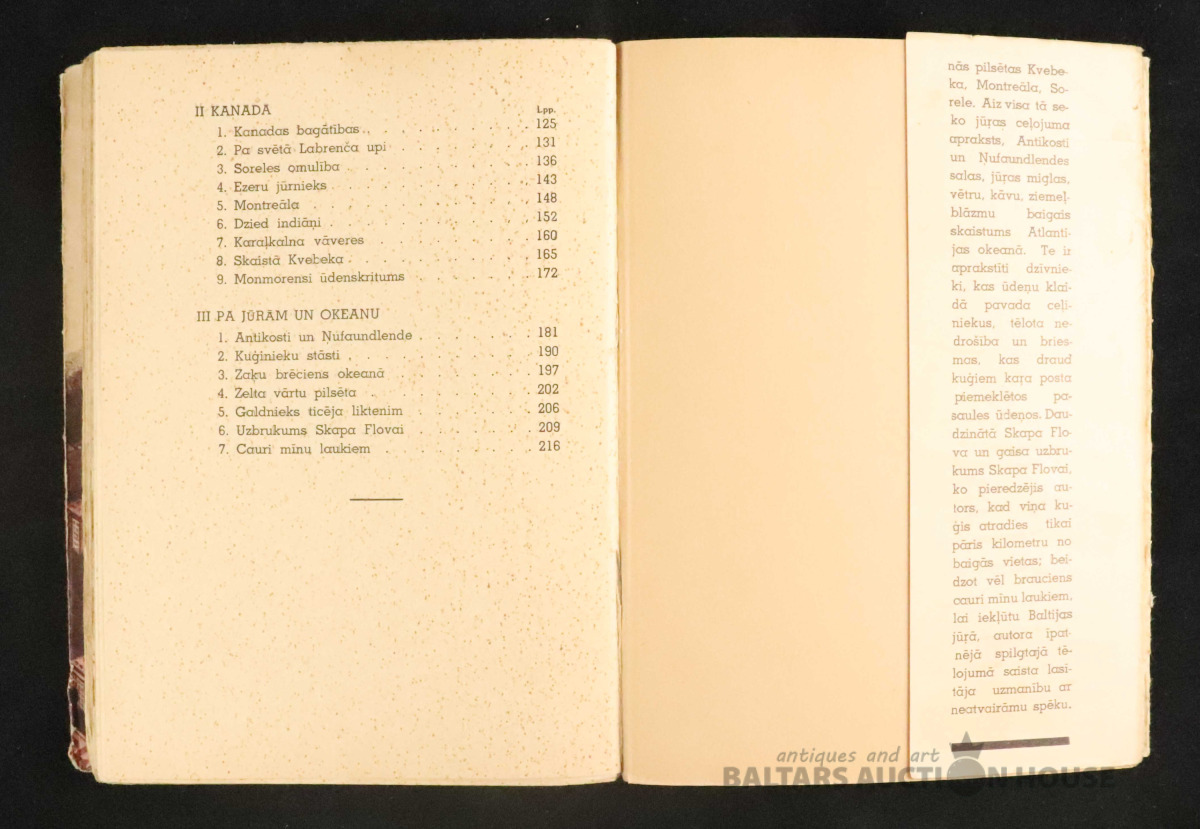 II KANADA
Lpp.
1. Kanadas bagātības 125
2. Pa svētā Labrenča upi 131
3. Soreles omulība 136
4. Ezeru jūrnieks 143
5. Montreāla 148
6. Dzied indiāņi 152
7. Karaļkalna vāveres 160
8. Skaistā Kvebeka 165
9. Monmorensi ūdenskritums 172
III PA JŪRĀM UN OKEANU
1. Antikosti un Nufaundlende 181
2. Kuģinieku stāsti 190
3. Zaķu brēciens okeanā 197
4. Zelta vārtu pilsēta 202
5. Galdnieks ticēja liktenim 206
6. Uzbrukums Skapa Flovai 209
7. Cauri mīnu laukiem 216
nās pilsētas Kvebe-
ka, Montreāla, So-
rele. Aiz visa tā se-
ko jūŗas ceļojuma
apraksts, Antikosti
un Nufaundlendes
salas, jūŗas miglas,
vētru, kāvu, ziemeļ-
blāzmu baigais
skaistums Atlanti-
jas okeanā. Te ir
aprakstīti dzīvnie-
ki, kas ūdeņu klai-
dā pavada ceļi-
niekus, tēlota ne-
drošība un bries-
mas, kas draud
kuģiem kaŗa posta
piemeklētos pa-
saules ūdeņos. Dau-
dzinātā Skapa Flo-
va un gaisa uzbru-
kums Skapa Flovai,
ko pieredzējis au-
tors, kad viņa ku-
ģis atradies tikai
pāris kilometru no
baigās vietas; bei-
dzot vēl brauciens
cauri mīnu laukiem,
lai iekļūtu Baltijas
jūŗā, autora īpat-
nējā spilgtajā tē-
lojumā saista lasī-
tāja uzmanību ar
neatvairāmu spēku.
antiques and art
BALTARS AUCTION HOUSE